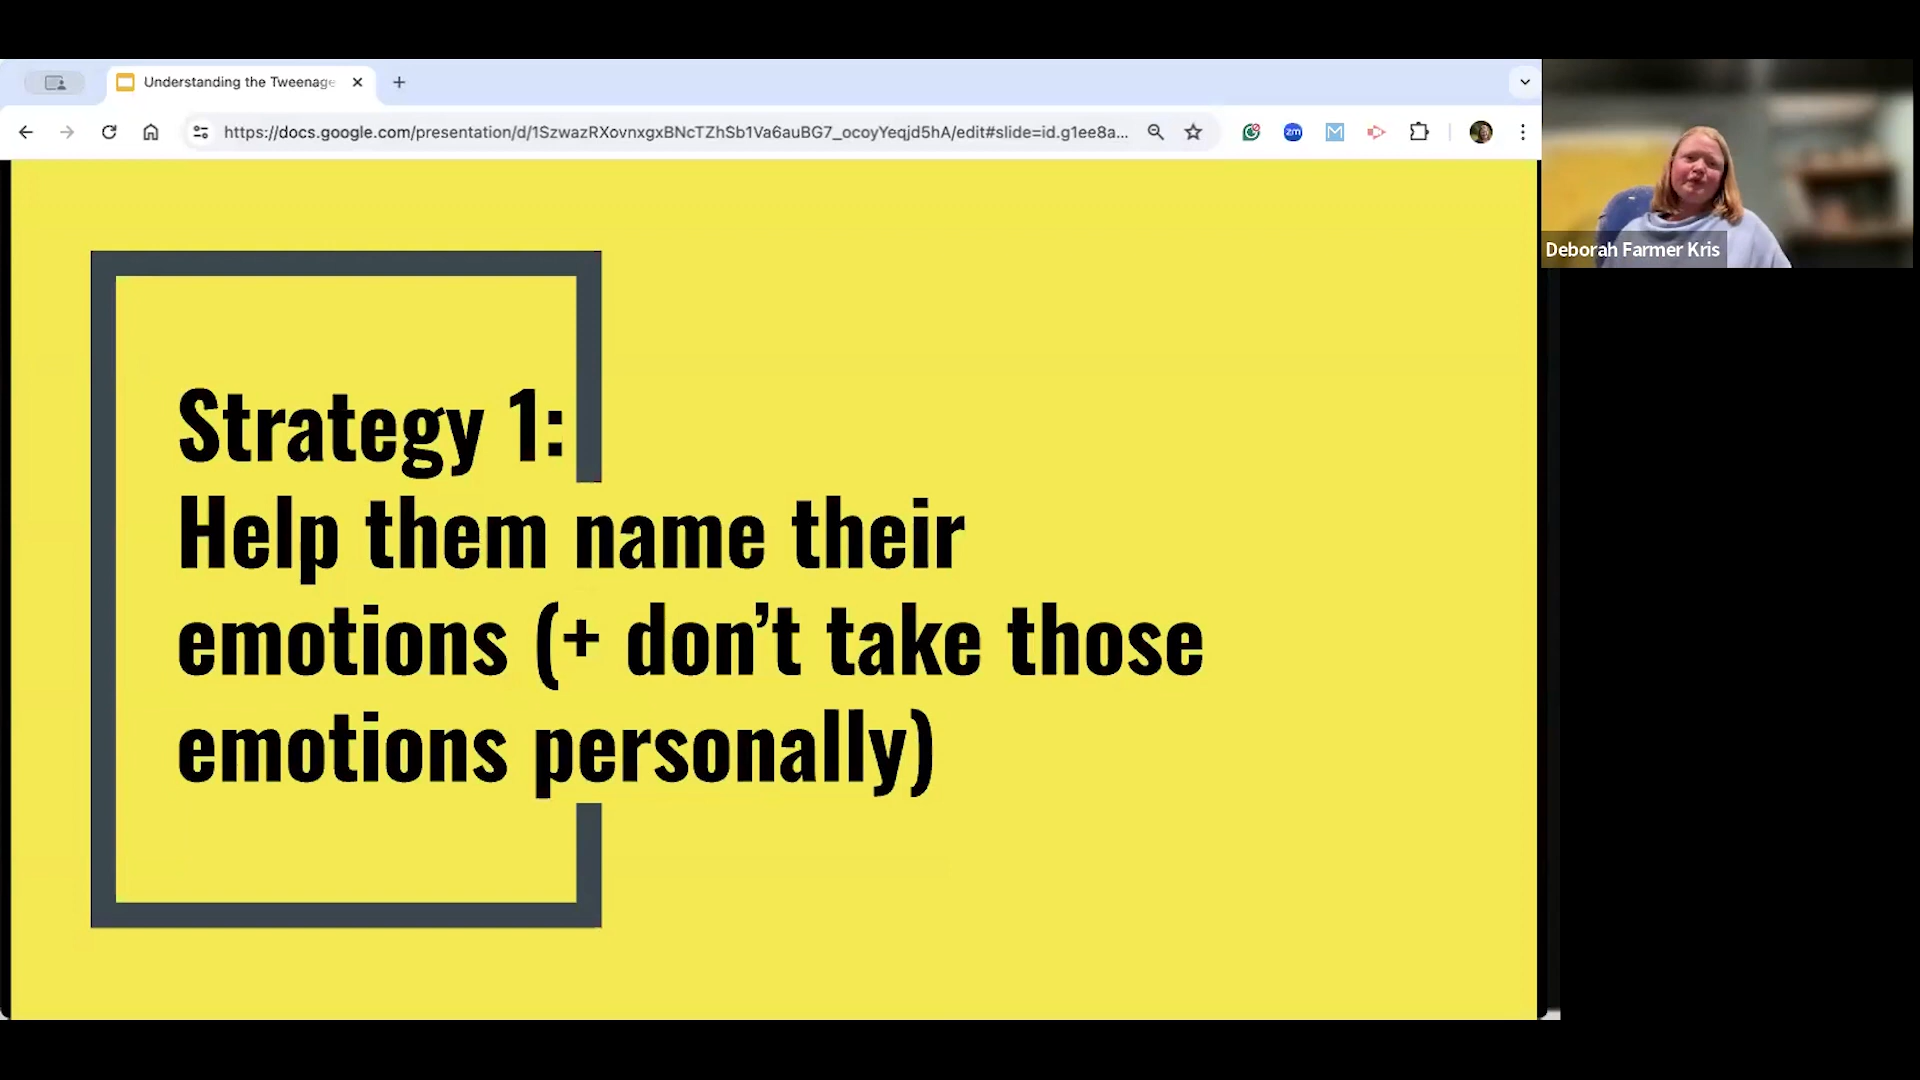 Understanding the Tweenage
https://docs.google.com/presentation/d/1SzwazRXovnxgxBNcTZhSb1Va6auBG7_ocoyYeqjd5hA/edit#slide=id.g1ee8a...
zm
M
Deborah Farmer Kris
Strategy 1:
Help them name their
emotions (+ don’t take those
emotions personally)